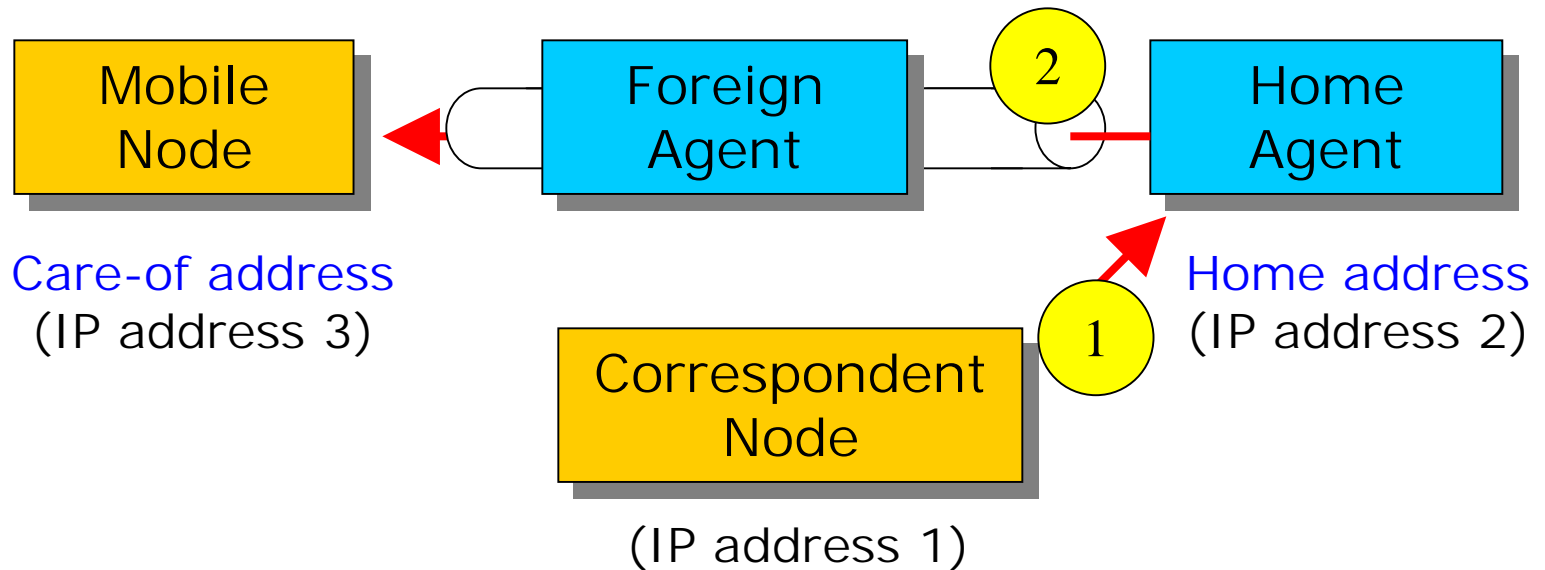 Mobile
Node
Foreign
Agent
2
Home
Agent
Care-of address
(IP address 3)
Home address
(IP address 2)
1
Correspondent
Node
(IP address 1)